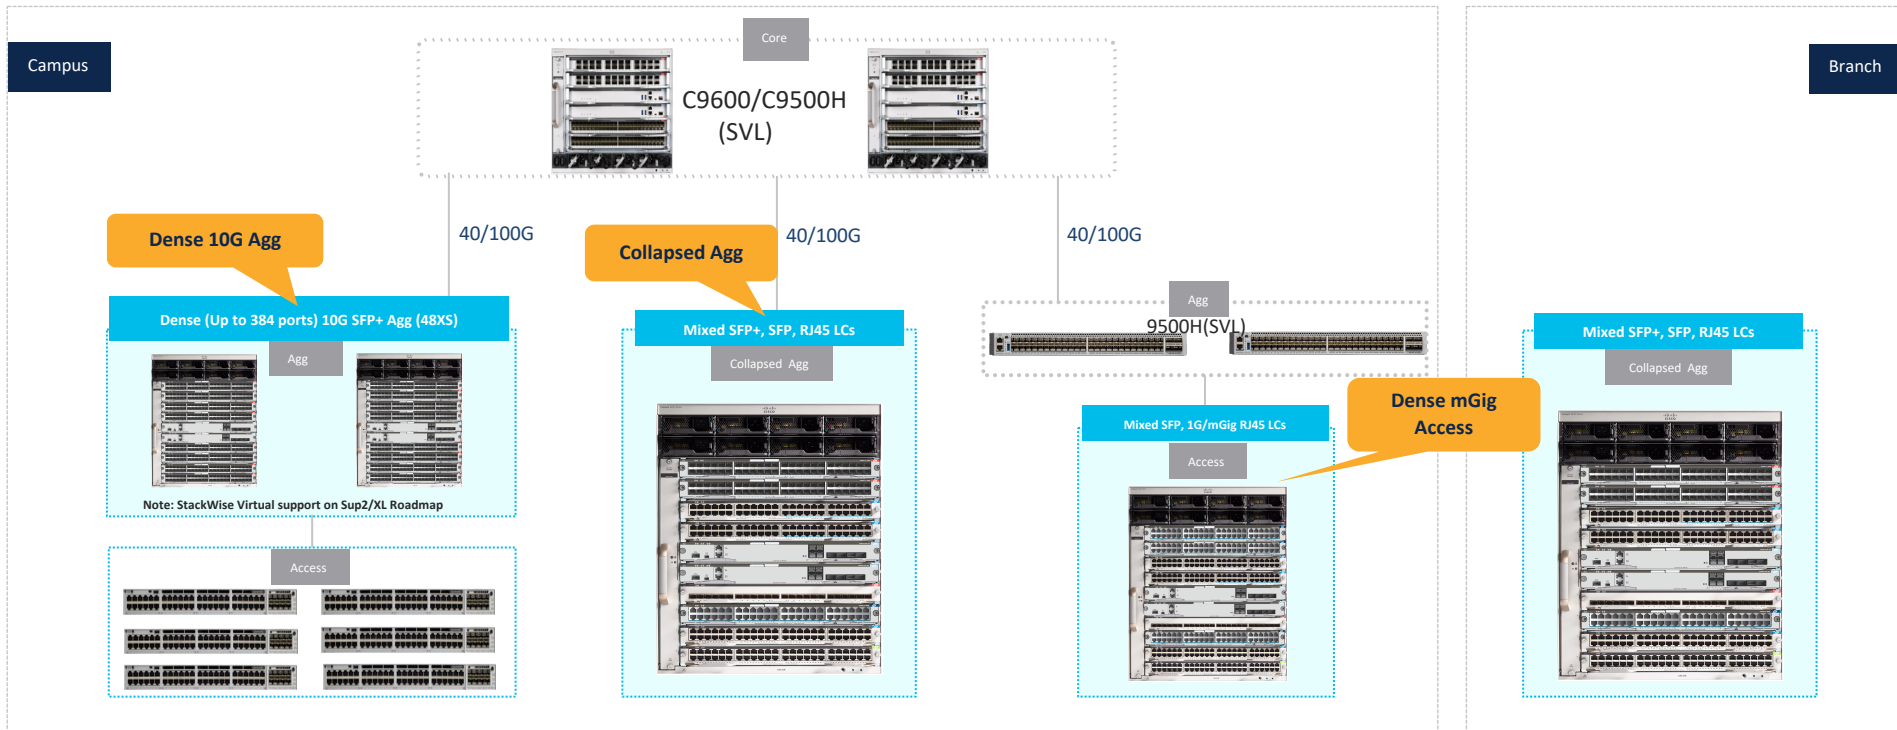 Campus
Core
Branch
C9600/C9500H
(SVL)
40/100G
40/100G
40/100G
Dense 10G Agg
Collapsed Agg
Dense (Up to 384 ports) 10G SFP+ Agg (48XS)
Agg
Note: StackWise Virtual support on Sup2/XL Roadmap
Access
Mixed SFP+, SFP, RJ45 LCs
Collapsed Agg
Agg
9500H(SVL)
Dense mGig
Access
Mixed SFP, 1G/mGig RJ45 LCs
Access
Mixed SFP+, SFP, RJ45 LCs
Collapsed Agg